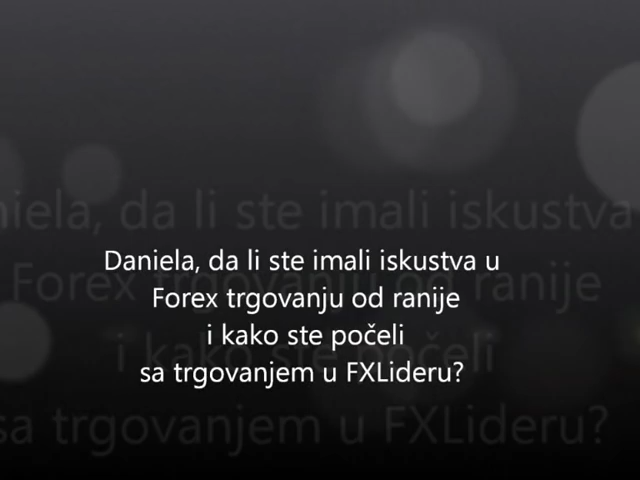 Daniela, da li ste imali iskustva u
Forex trgovanju od ranije
i kako ste počeli
sa trgovanjem u FXLideru?